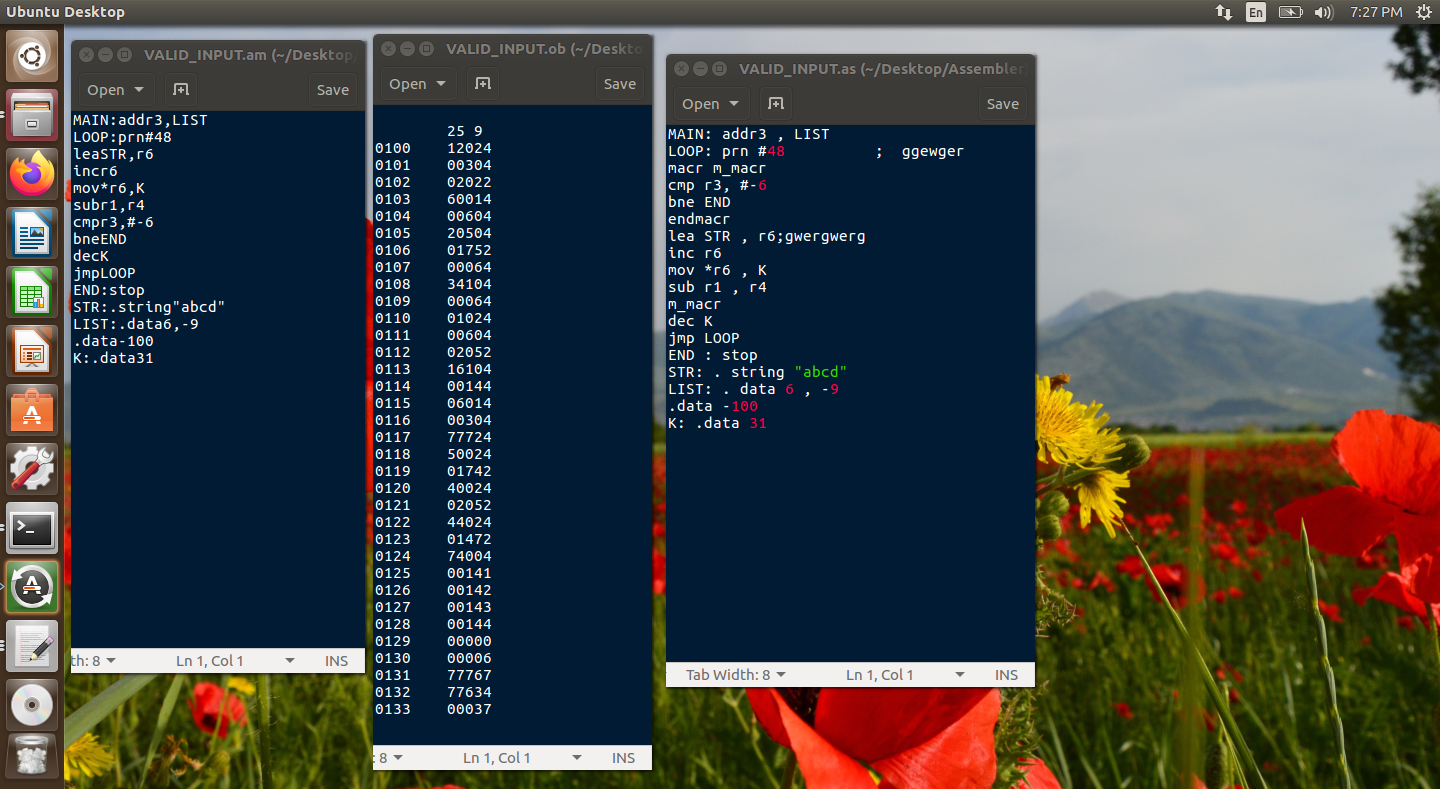 Ubuntu Desktop
En
7:27 PM
VALID_INPUT.am (~/Desktop/
Open
Save
MAIN:addr3,LIST
LOOP:prn#48
leaSTR,r6
incr6
mov*r6,K
subr1,r4
cmpr3,#-6
bneEND
decK
jmpLOOP
END:stop
STR:.string"abcd"
LIST:.data6,-9
.data-100
K:.data31
th: 8
Ln 1, Col 1
INS
VALID_INPUT.ob (~/Deskto
Open
Save
25 9
0100 12024
0101 00304
0102 02022
0103 60014
0104 00604
0105 20504
0106 01752
0107 00064
0108 34104
0109 00064
0110 01024
0111 00604
0112 02052
0113 16104
0114 00144
0115 06014
0116 00304
0117 77724
0118 50024
0119 01742
0120 40024
0121 02052
0122 44024
0123 01472
0124 74004
0125 00141
0126 00142
0127 00143
0128 00144
0129 00000
0130 00006
0131 77767
0132 77634
0133 00037
: 8
Ln 1, Col 1
INS
VALID_INPUT.as (~/Desktop/Assembler
Open
Save
MAIN: addr3 , LIST
LOOP: prn #48 ; ggewger
macr m_macr
cmp r3, #-6
bne END
endmacr
lea STR , r6;gwergwerg
inc r6
mov *r6 , K
sub r1 , r4
m_macr
dec K
jmp LOOP
END : stop
STR: . string "abcd"
LIST: . data 6 , -9
.data -100
K: .data 31
Tab Width: 8
Ln 1, Col 1
INS